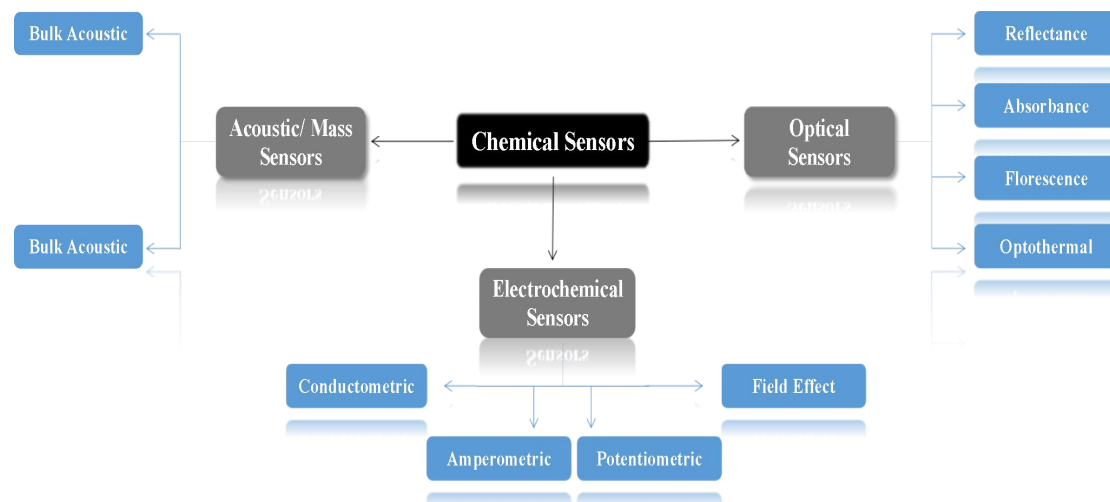 Bulk Acoustic
Reflectance
Acoustic/ Mass
Sensors
Chemical Sensors
Optical
Sensors
Absorbance
Florescence
Bulk Acoustic
Optothermal
Electrochemical
Sensors
Conductometric
Field Effect
Amperometric
Potentiometric